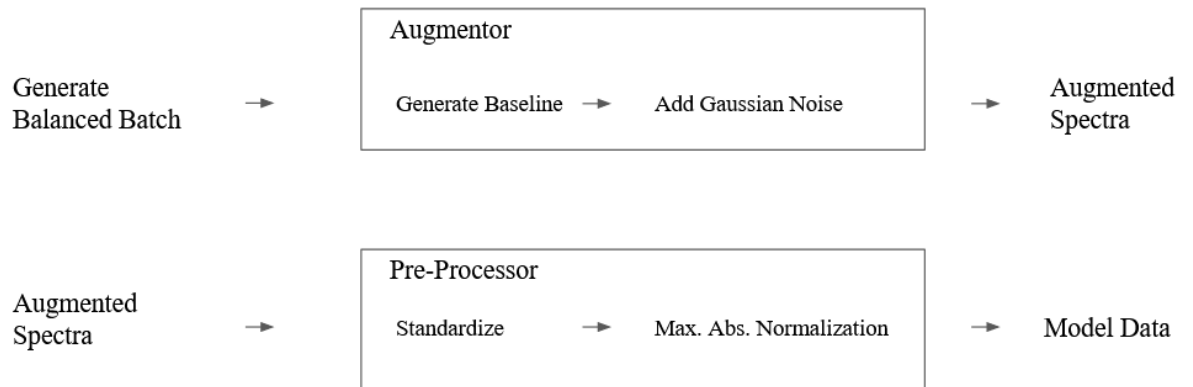 Augmentor
Generate
Balanced Batch
Generate Baseline
Add Gaussian Noise
Augmented
Spectra
Pre-Processor
Augmented
Spectra
Standardize
Max. Abs. Normalization
Model Data